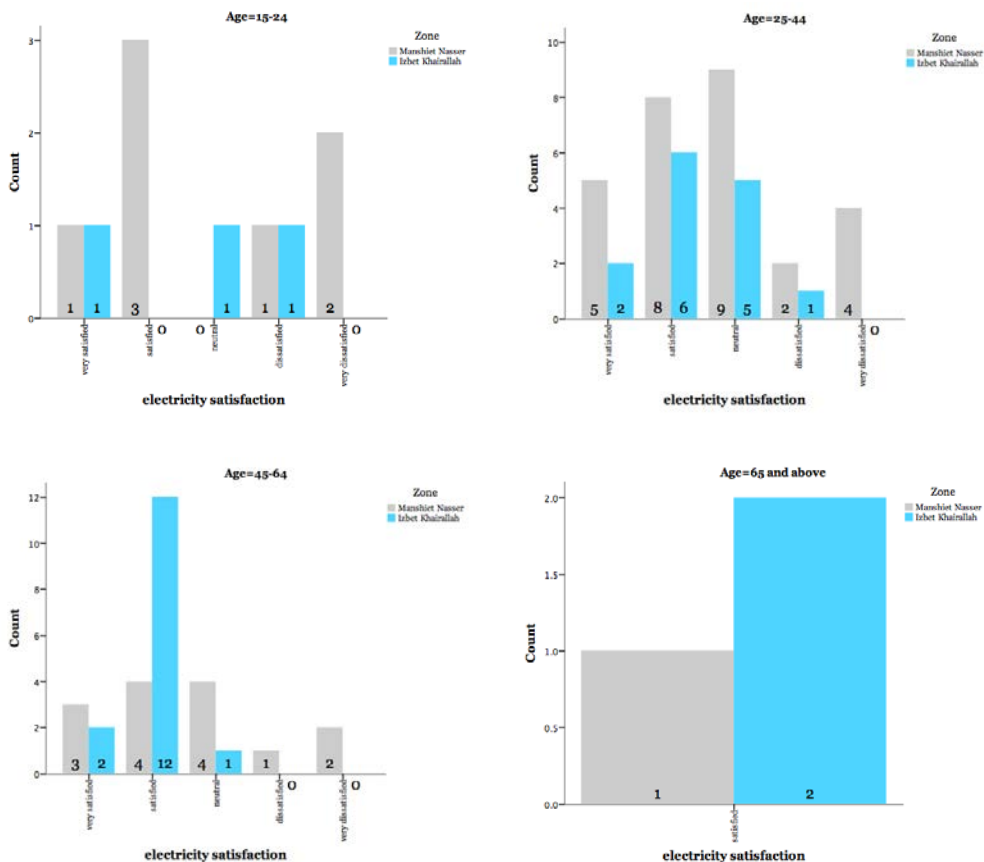 Age=15-24
Zone
Manshiet Nasser
Izbet Khairallah
Count
3
2
1
0
1 1 3 O O 1 1 1 2 O
very satisfied
satisfied
neutral
dissatisfied
very dissatisfied
electricity satisfaction
Age=25-44
Zone
Manshiet Nasser
Izbet Khairallah
Count
10
8
6
4
2
0
5 2 8 6 9 5 2 1 4 O
very satisfied
satisfied
neutral
dissatisfied
very dissatisfied
electricity satisfaction
Age=45-64
Zone
Manshiet Nasser
Izbet Khairallah
Count
12
10
8
6
4
2
0
3 2 4 12 4 1 1 O 2 O
very satisfied
satisfied
neutral
dissatisfied
very dissatisfied
electricity satisfaction
Age=65 and above
Zone
Manshiet Nasser
Izbet Khairallah
Count
2.0
1.5
1.0
0.5
0.0
1 2
satisfied
electricity satisfaction